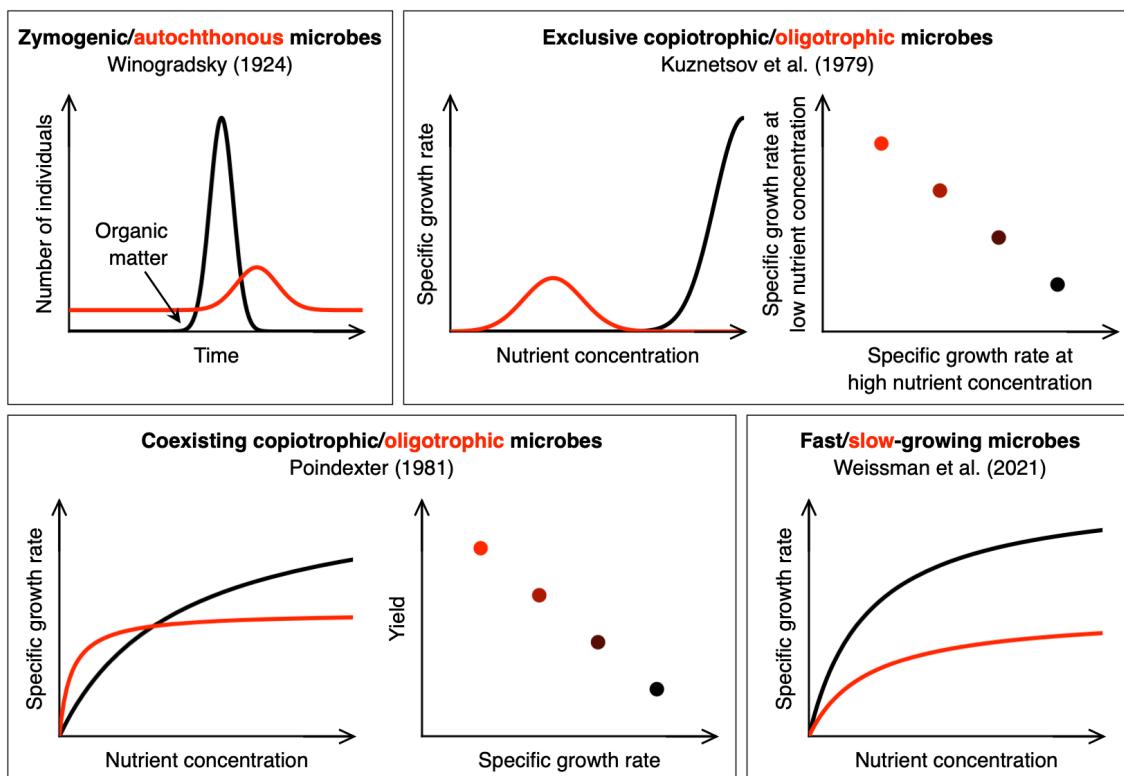 Zymogenic/autochthonous microbes
Winogradsky (1924)
Number of individuals
Organic
matter
Time
Exclusive copiotrophic/oligotrophic microbes
Kuznetsov et al. (1979)
Specific growth rate
Nutrient concentration
Specific growth rate at
low nutrient concentration
Specific growth rate at
high nutrient concentration
Coexisting copiotrophic/oligotrophic microbes
Poindexter (1981)
Specific growth rate
Nutrient concentration
Yield
Specific growth rate
Fast/slow-growing microbes
Weissman et al. (2021)
Specific growth rate
Nutrient concentration